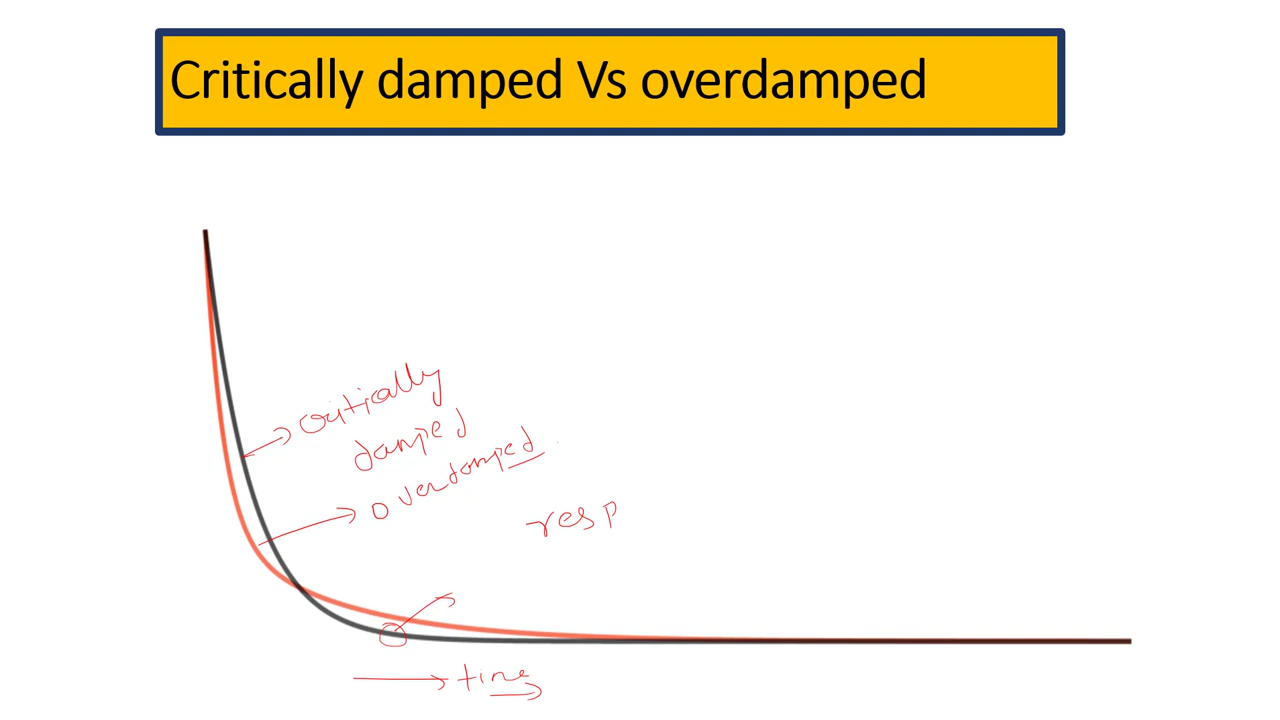 Critically damped Vs overdamped
critically
damped
overdamped
resp
time